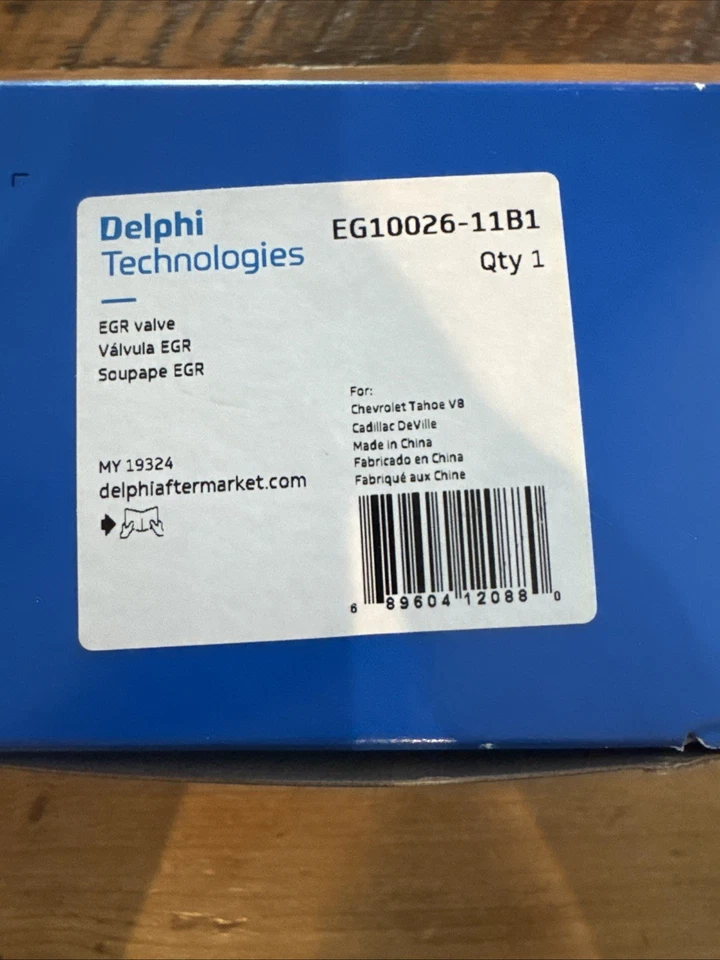 Delphi
Technologies
EG10026-11B1
Qty 1
EGR valve
Válvula EGR
Soupape EGR
For:
Chevrolet Tahoe V8
Cadillac DeVille
Made in China
Fabricado en China
Fabriqué aux Chine
MY 19324
delphiaftermarket.com
6 89604 12088 0